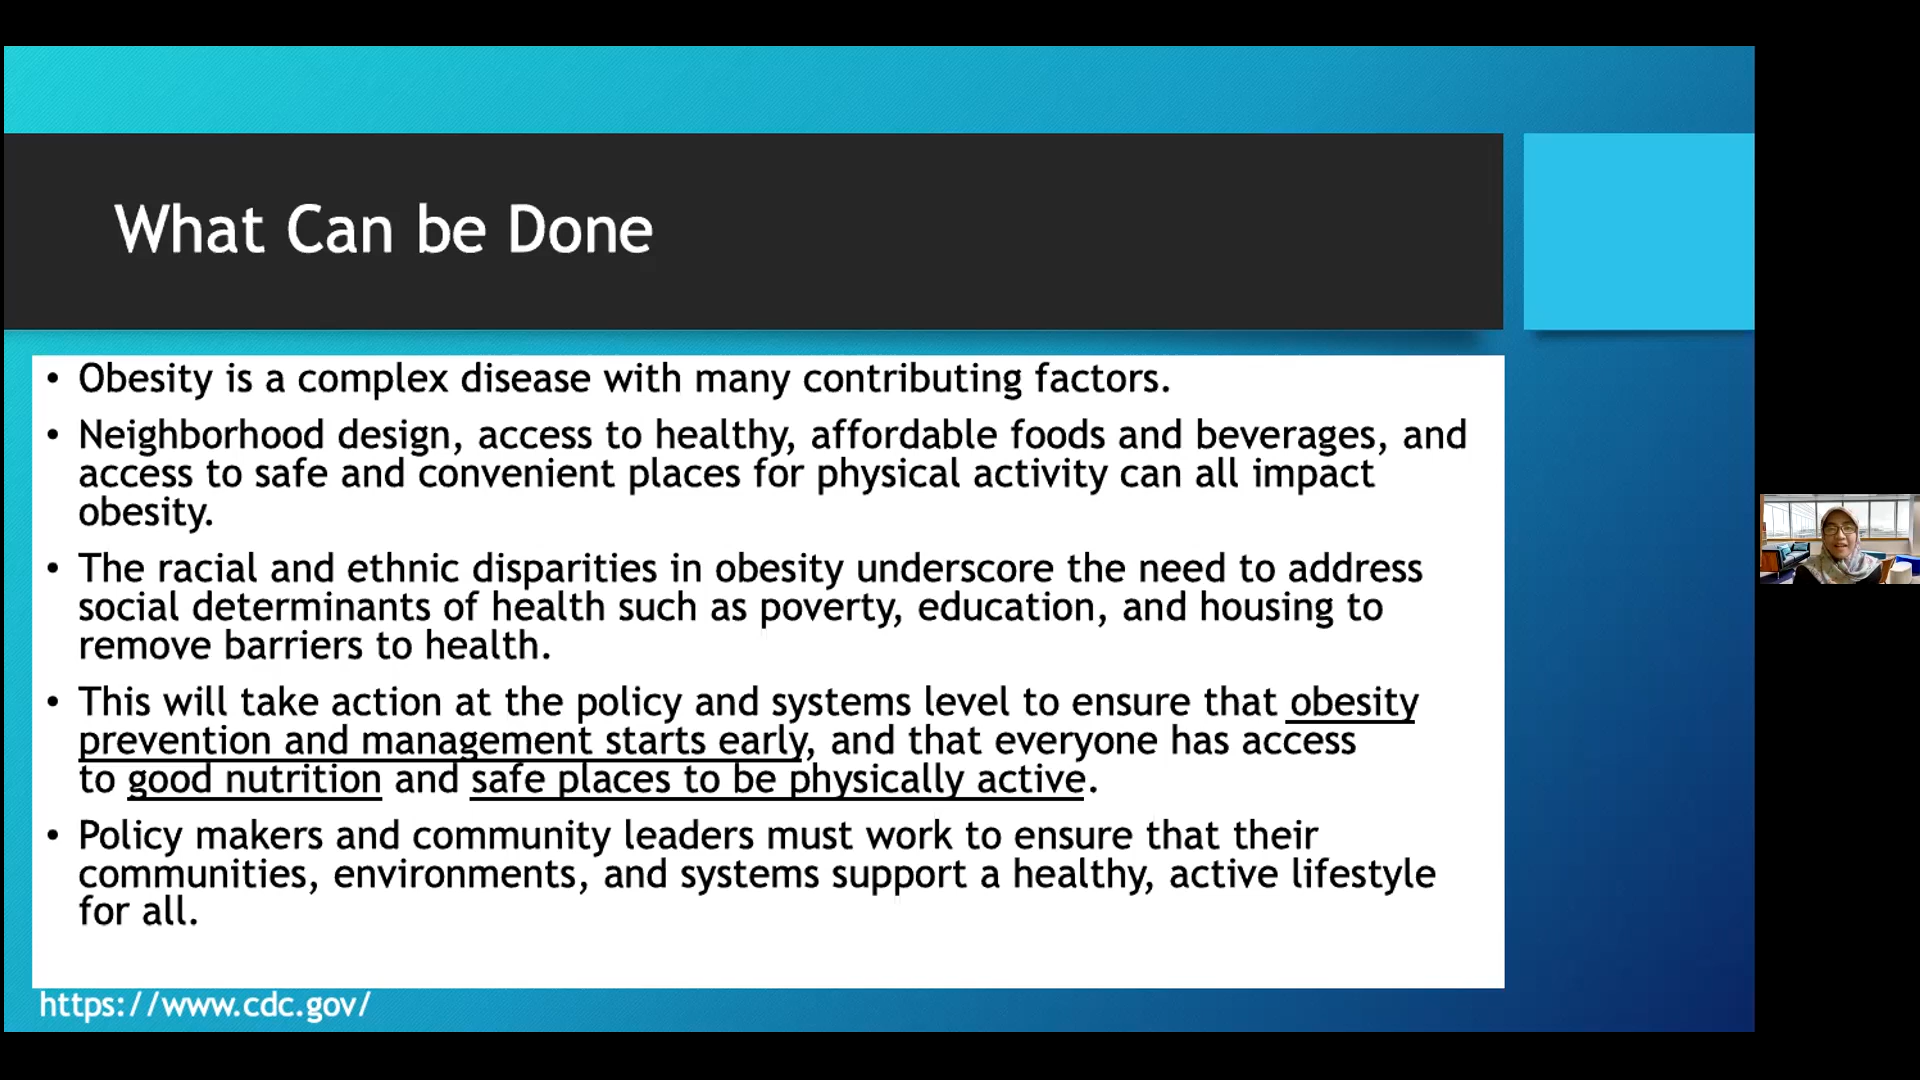 What Can be Done
• Obesity is a complex disease with many contributing factors.
• Neighborhood design, access to healthy, affordable foods and beverages, and
access to safe and convenient places for physical activity can all impact
obesity.
• The racial and ethnic disparities in obesity underscore the need to address
social determinants of health such as poverty, education, and housing to
remove barriers to health.
• This will take action at the policy and systems level to ensure that obesity
prevention and management starts early, and that everyone has access
to good nutrition and safe places to be physically active.
• Policy makers and community leaders must work to ensure that their
communities, environments, and systems support a healthy, active lifestyle
for all.
https://www.cdc.gov/